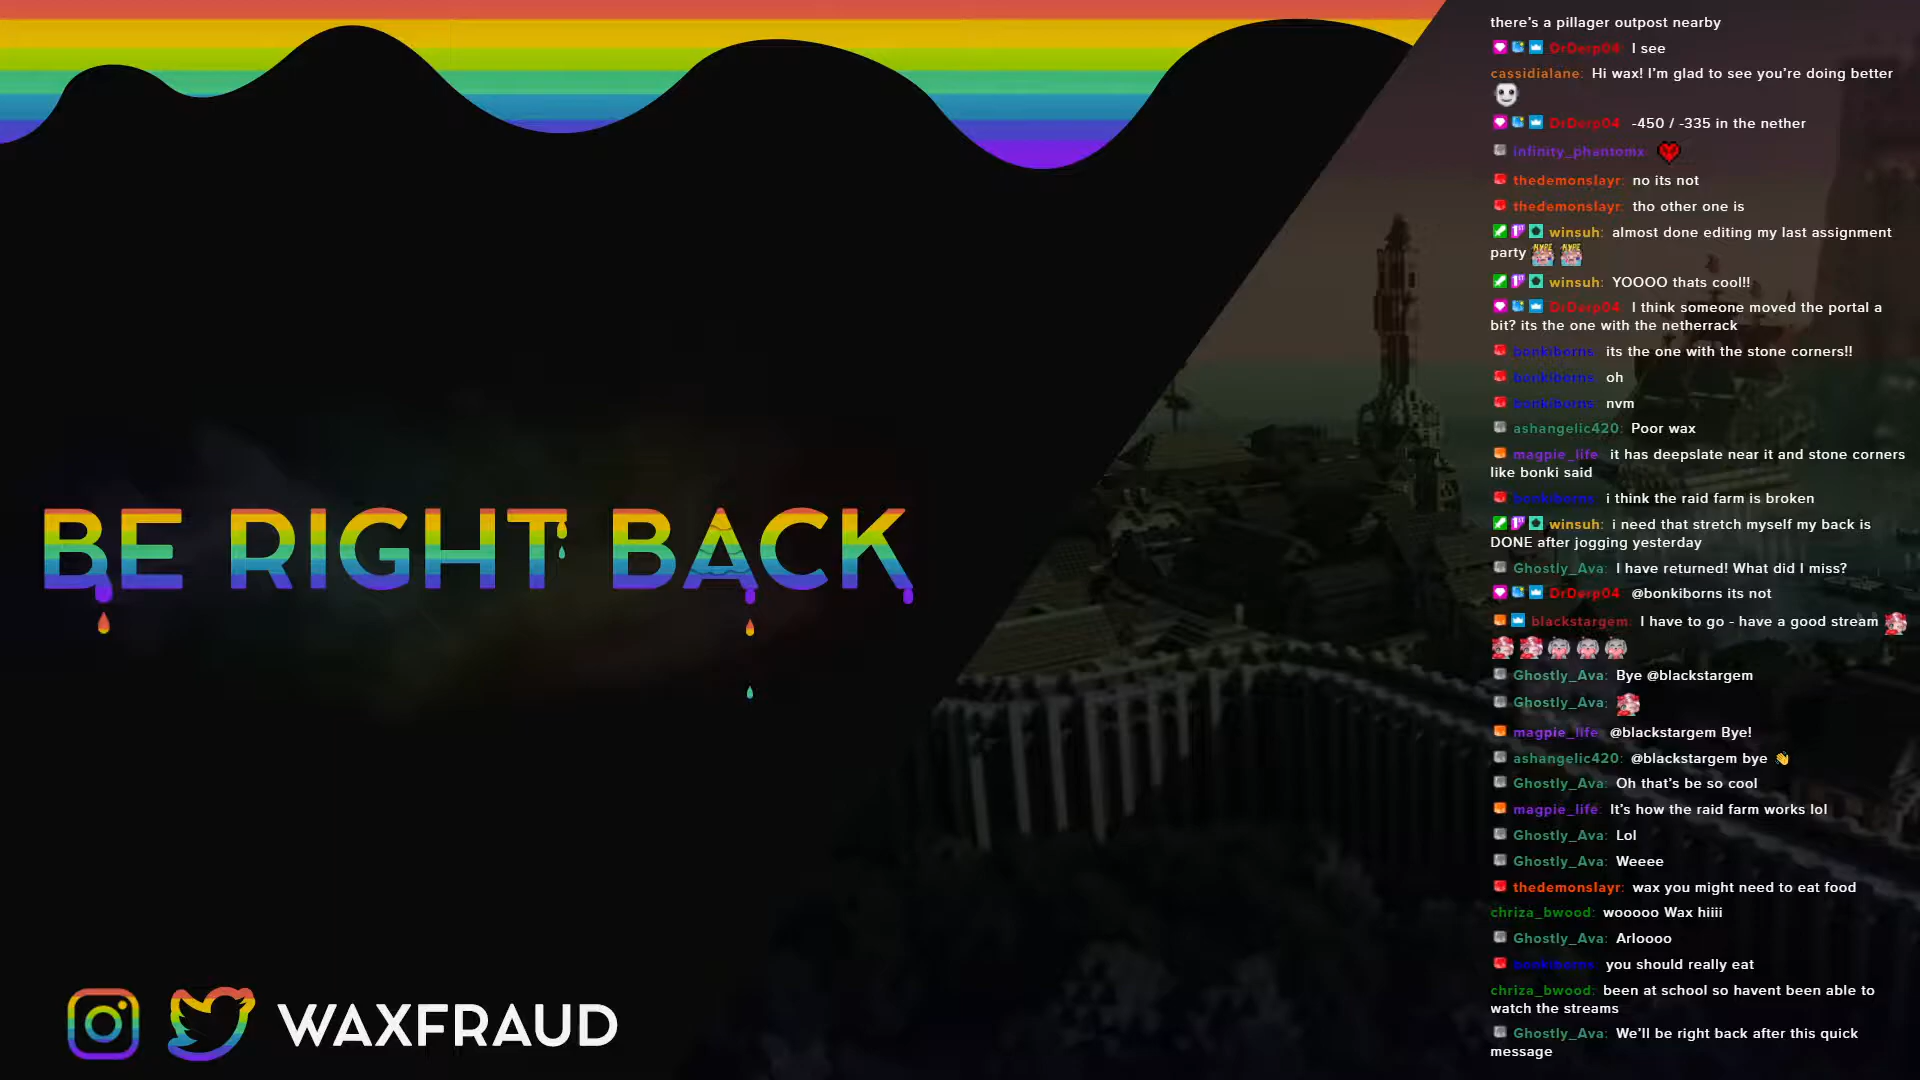 BE RIGHT BACK
WAXFRAUD
there's a pillager outpost nearby
DrDerp04 I see
cassidialane: Hi wax! I'm glad to see you're doing better
DrDerp04 -450 / -335 in the nether
infinity_phantomx:
thedemonslayr: no its not
thedemonslayr: tho other one is
winsuh: almost done editing my last assignment
party
winsuh: YOOOO thats cool!!
DrDerp04 I think someone moved the portal a
bit? its the one with the netherrack
bonkiborns its the one with the stone corners!!
bonkiborns oh
bonkiborns nvm
ashangelic420: Poor wax
magpie_life it has deepslate near it and stone corners
like bonki said
bonkiborns i think the raid farm is broken
winsuh: i need that stretch myself my back is
DONE after jogging yesterday
Ghostly_Ava: I have returned! What did I miss?
DrDerp04 @bonkiborns its not
blackstargem: I have to go - have a good stream
Ghostly_Ava: Bye @blackstargem
Ghostly_Ava:
magpie_life @blackstargem Bye!
ashangelic420: @blackstargem bye 👋
Ghostly_Ava: Oh that's be so cool
magpie_life: It's how the raid farm works lol
Ghostly_Ava: Lol
Ghostly_Ava: Weeee
thedemonslayr: wax you might need to eat food
chriza_bwood: wooooo Wax hiiii
Ghostly_Ava: Arloooo
bonkiborns you should really eat
chriza_bwood: been at school so havent been able to
watch the streams
Ghostly_Ava: We'll be right back after this quick
message